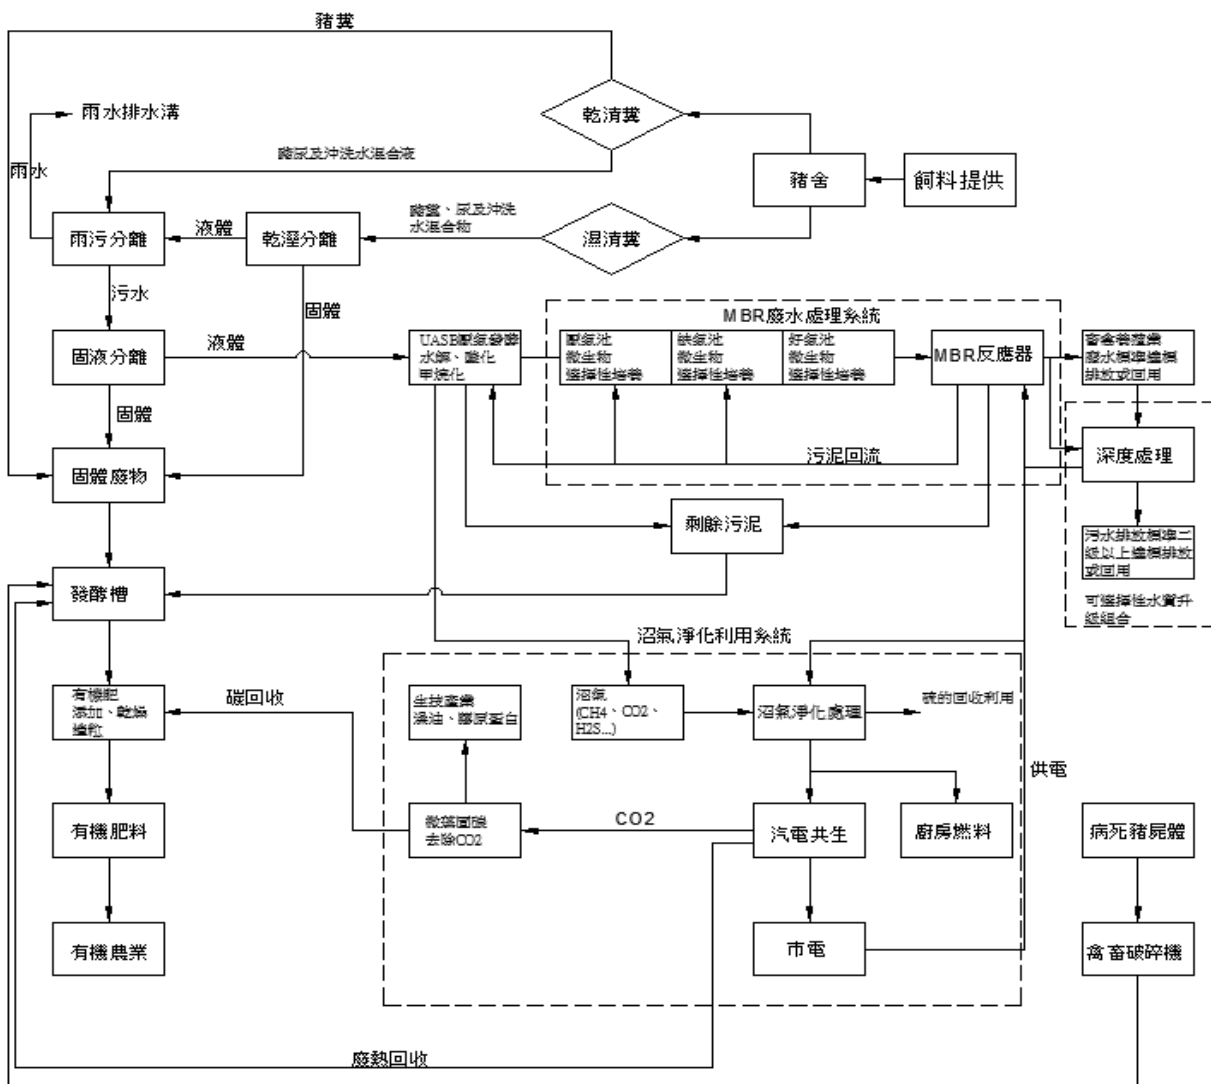 豬糞
雨水排水溝
乾清糞
雨水
豬尿及沖洗水混合液
豬舍
飼料提供
雨污分離
液體
乾溼分離
豬糞、尿及沖洗
水混合物
濕清糞
污水
固體
MBR廢水處理系統
固液分離
液體
UASB厭氧發酵
水解、酸化
甲烷化
厭氧池
微生物
選擇性培養
缺氧池
微生物
選擇性培養
好氧池
微生物
選擇性培養
MBR反應器
畜禽養殖業
廢水標準達標
排放或回用
固體
污泥回流
深度處理
固體廢物
剩餘污泥
污水排放標準二
級以上達標排放
或回用
發酵槽
可選擇性水質升
級組合
沼氣淨化利用系統
有機肥
添加、乾燥
造粒
碳回收
生技產業
藻油、膠原蛋白
沼氣
(CH4、CO2、
H2S...)
沼氣淨化處理
硫的回收利用
供電
有機肥料
微藻固碳
去除CO2
CO2
汽電共生
廚房燃料
病死豬屍體
有機農業
市電
禽畜破碎機
廢熱回收